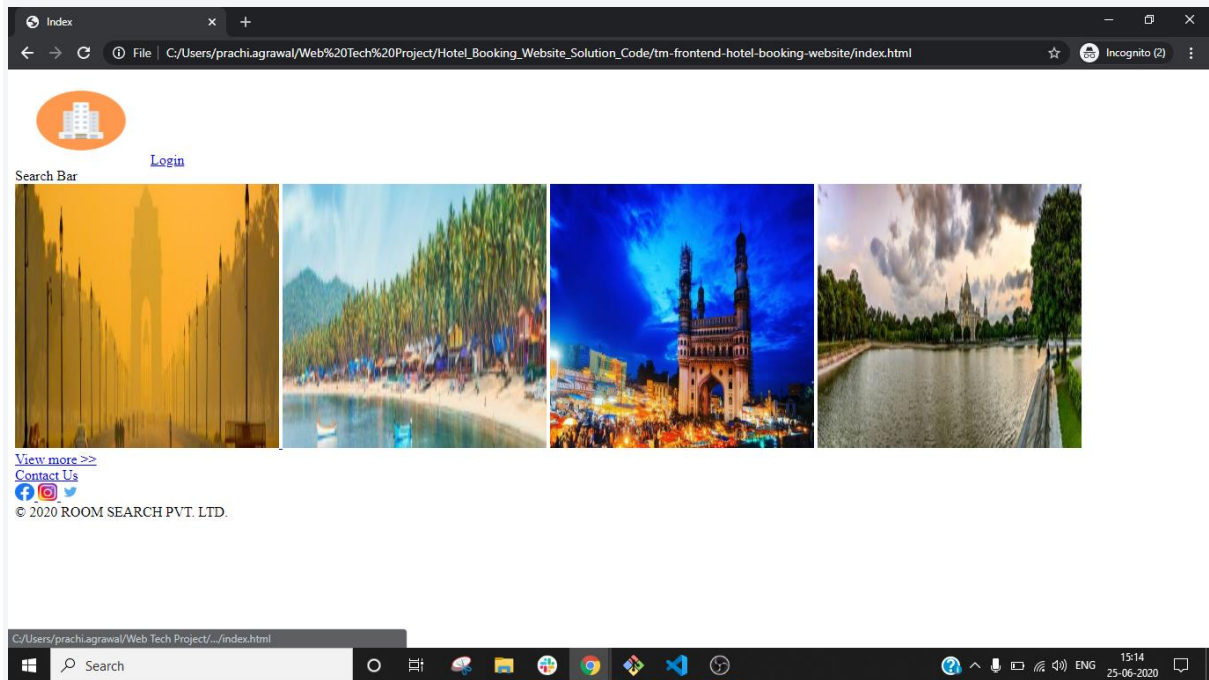 Index
File C:/Users/prachi.agrawal/Web%20Tech%20Project/Hotel_Booking_Website_Solution_Code/tm-frontend-hotel-booking-website/index.html
Incognito (2)
Login
Search Bar
View more >>
Contact Us
© 2020 ROOM SEARCH PVT. LTD.
C:/Users/prachi.agrawal/Web Tech Project/.../index.html
Search
ENG
15:14
25-06-2020